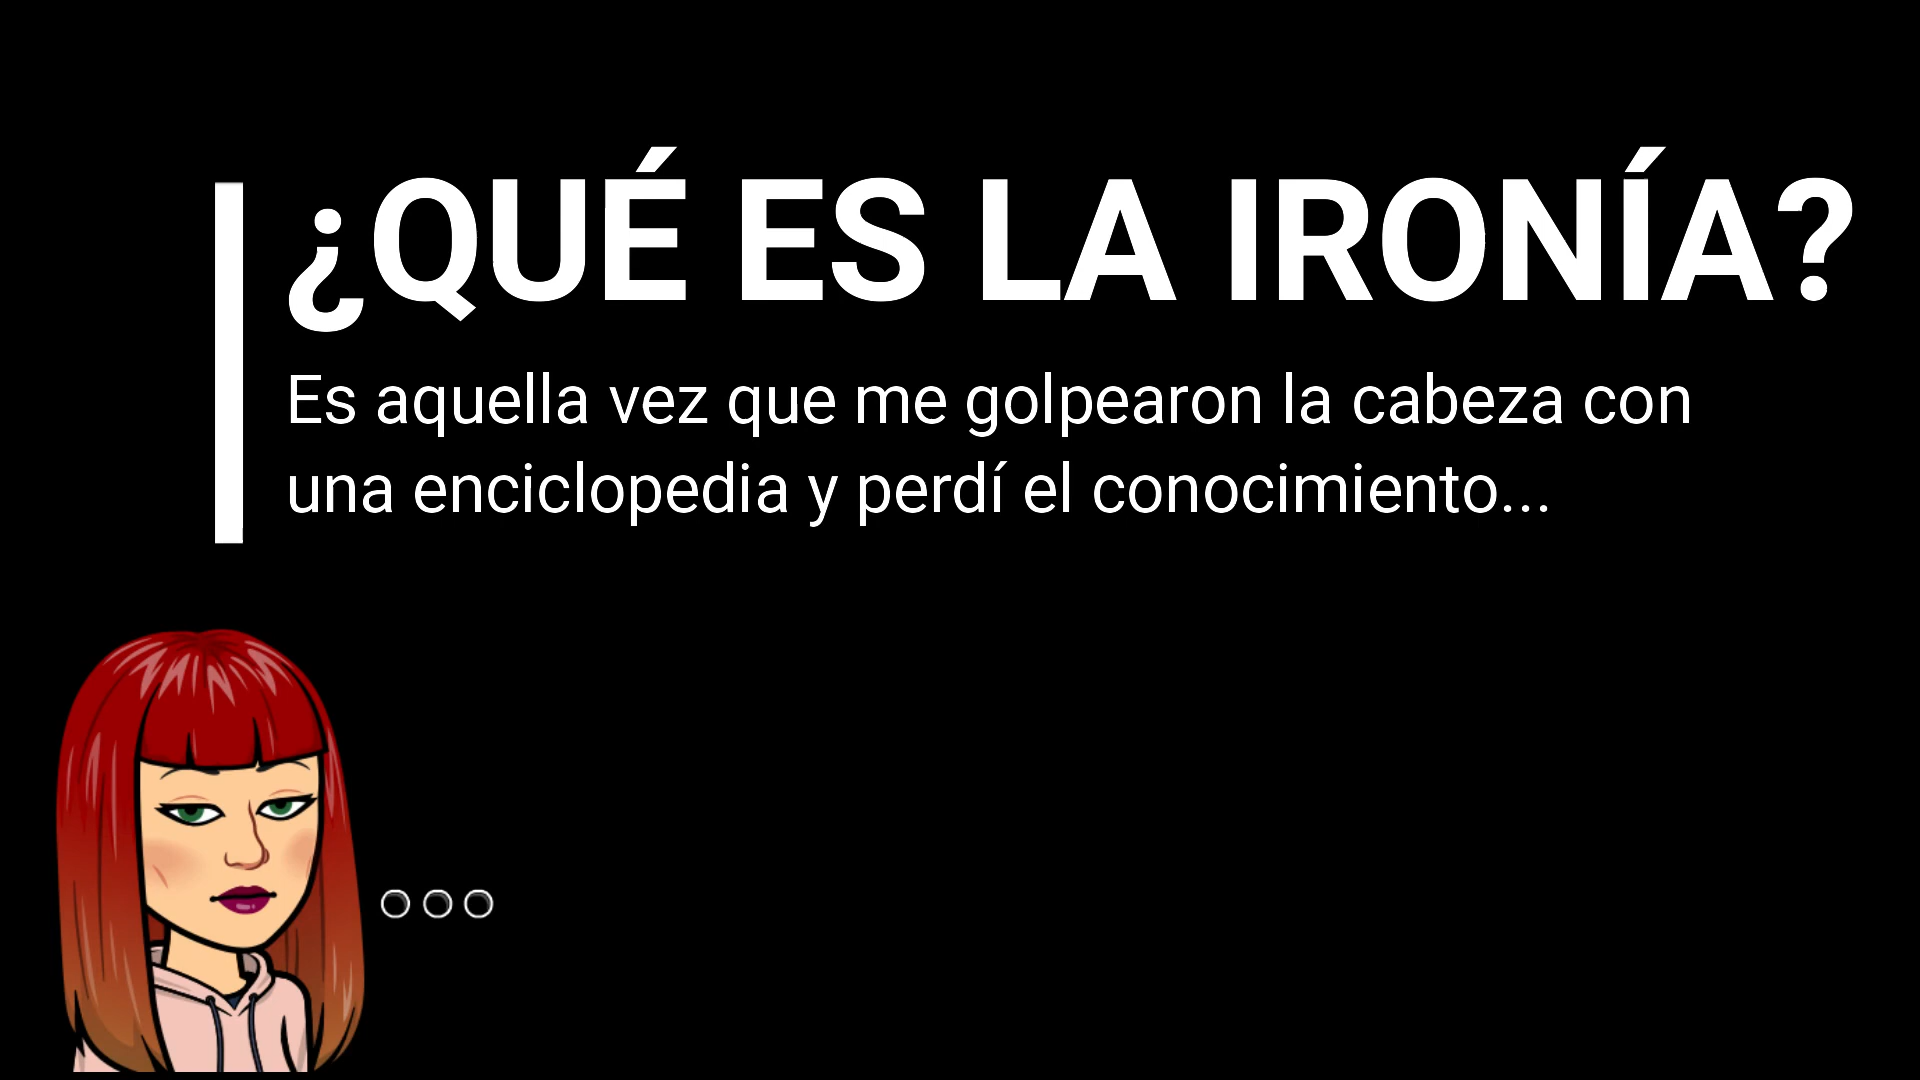 ¿QUÉ ES LA IRONÍA?
Es aquella vez que me golpearon la cabeza con
una enciclopedia y perdí el conocimiento...